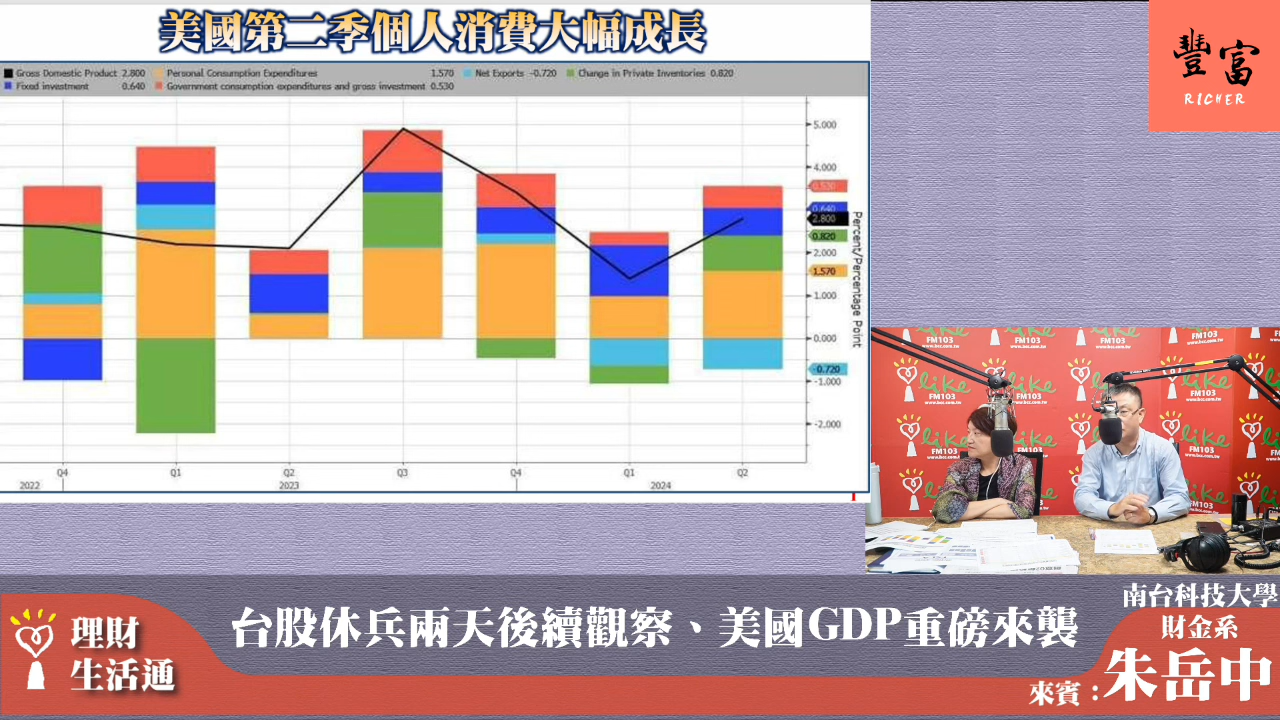 美國第二季個人消費大幅成長
豐富
RICHER
Gross Domestic Product 2.800 Personal Consumption Expenditures 1.570 Net Exports -0.720 Change in Private Inventories 0.820
Fixed investment 0.640 Government consumption expenditures and gross investment 0.530
5.000
4.000
0.530
0.640
2.800
0.820
2.000
1.570
1.000
0.000
-0.720
-1.000
-2.000
Percent/Percentage Point
Q4 Q1 Q2 Q3 Q4 Q1 Q2
2022 2023 2024
like
FM103
www.bcc.com.tw
理財
生活通
台股休兵兩天後續觀察、美國GDP重磅來襲
南台科技大學
財金系
來賓：朱岳中